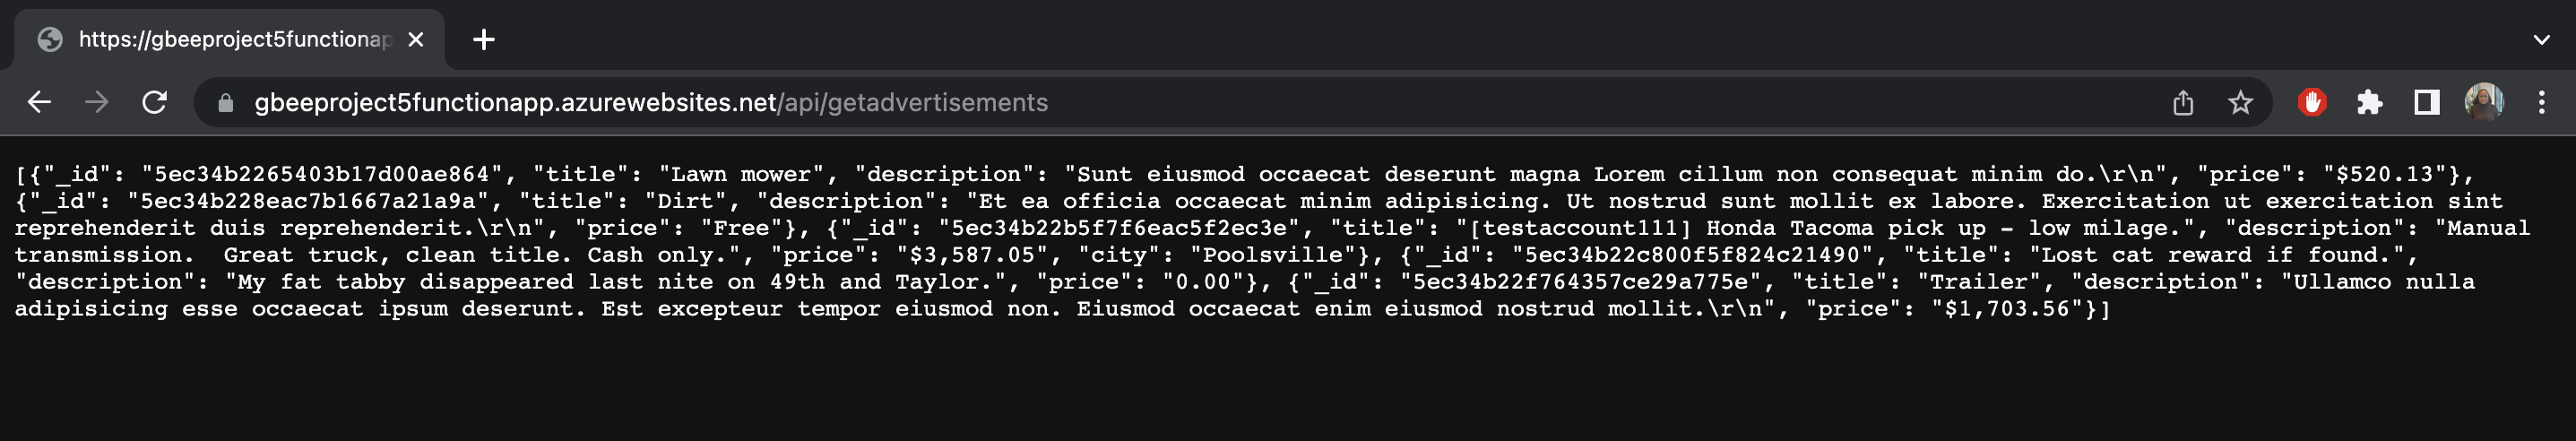 https://gbeeproject5functionap
gbeeproject5functionapp.azurewebsites.net/api/getadvertisements
[{"_id": "5ec34b2265403b17d00ae864", "title": "Lawn mower", "description": "Sunt eiusmod occaecat deserunt magna Lorem cillum non consequat minim do.\r\n", "price": "$520.13"},
{"_id": "5ec34b228eac7b1667a21a9a", "title": "Dirt", "description": "Et ea officia occaecat minim adipisicing. Ut nostrud sunt mollit ex labore. Exercitation ut exercitation sint
reprehenderit duis reprehenderit.\r\n", "price": "Free"}, {"_id": "5ec34b22b5f7f6eac5f2ec3e", "title": "[testaccount111] Honda Tacoma pick up - low milage.", "description": "Manual
transmission.  Great truck, clean title. Cash only.", "price": "$3,587.05", "city": "Poolsville"}, {"_id": "5ec34b22c800f5f824c21490", "title": "Lost cat reward if found.",
"description": "My fat tabby disappeared last nite on 49th and Taylor.", "price": "0.00"}, {"_id": "5ec34b22f764357ce29a775e", "title": "Trailer", "description": "Ullamco nulla
adipisicing esse occaecat ipsum deserunt. Est excepteur tempor eiusmod non. Eiusmod occaecat enim eiusmod nostrud mollit.\r\n", "price": "$1,703.56"}]